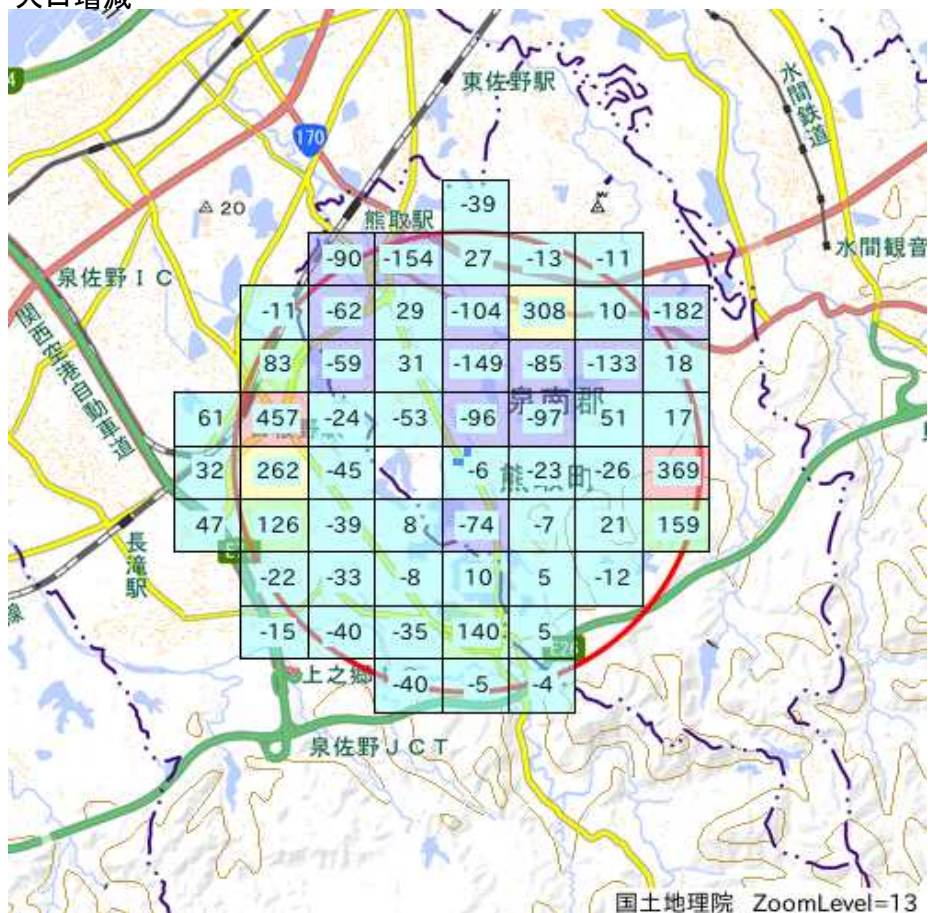 人口増減
東佐野駅
水間鉄道
170
20
熊取駅
水間観音
泉佐野IC
関西空港自動車道
-39
-90 -154 27 -13 -11
-11 -62 29 -104 308 10 -182
83 -59 31 -149 -85 -133 18
泉南郡
61 457 -24 -53 -96 -97 51 17
32 262 -45 -6 -23 -26 369
熊取町
47 126 -39 8 -74 -7 21 159
長滝駅
-22 -33 -8 10 5 -12
線
-15 -40 -35 140 5
上之郷
-40 -5 -4
泉佐野JCT
国土地理院 ZoomLevel=13